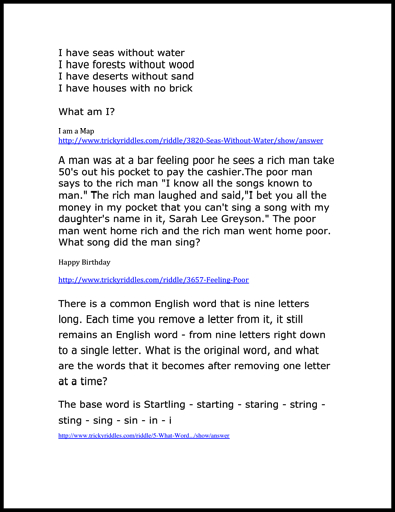 I have seas without water
I have forests without wood
I have deserts without sand
I have houses with no brick
What am I?
I am a Map
http://www.trickyriddles.com/riddle/3820-Seas-Without-Water/show/answer
A man was at a bar feeling poor he sees a rich man take
50's out his pocket to pay the cashier.The poor man
says to the rich man "I know all the songs known to
man." The rich man laughed and said,"I bet you all the
money in my pocket that you can't sing a song with my
daughter's name in it, Sarah Lee Greyson." The poor
man went home rich and the rich man went home poor.
What song did the man sing?
Happy Birthday
http://www.trickyriddles.com/riddle/3657-Feeling-Poor
There is a common English word that is nine letters
long. Each time you remove a letter from it, it still
remains an English word - from nine letters right down
to a single letter. What is the original word, and what
are the words that it becomes after removing one letter
at a time?
The base word is Startling - starting - staring - string -
sting - sing - sin - in - i
http://www.trickyriddles.com/riddle/5-What-Word.../show/answer